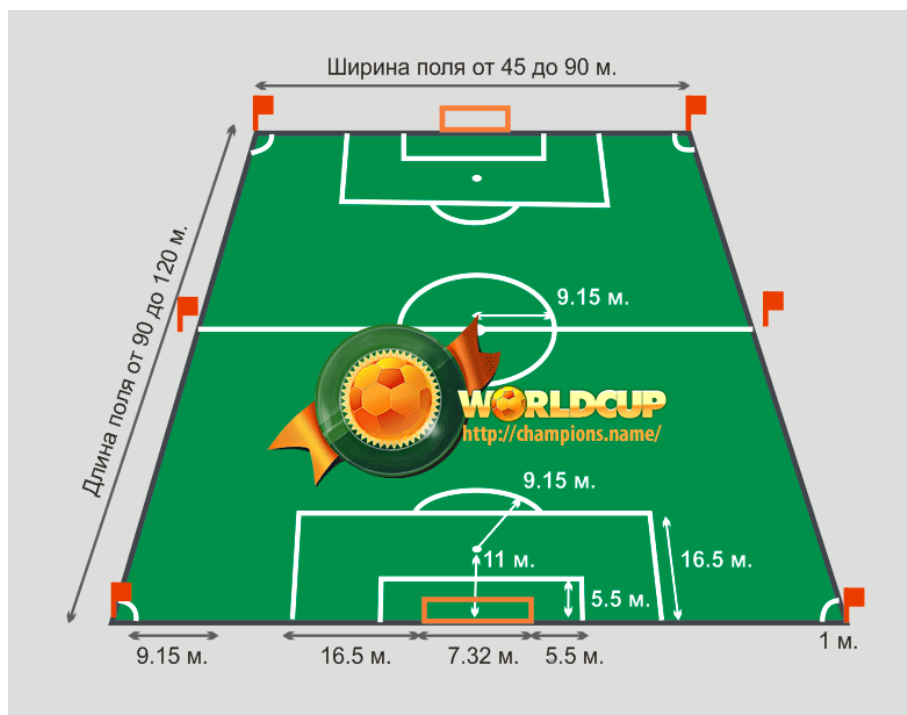 Ширина поля от 45 до 90 м.
Длина поля от 90 до 120 м.
9.15 м.
WORLDCUP
http://champions.name/
9.15 м.
11 м.
16.5 м.
5.5 м.
9.15 м.
16.5 м.
7.32 м.
5.5 м.
1 м.